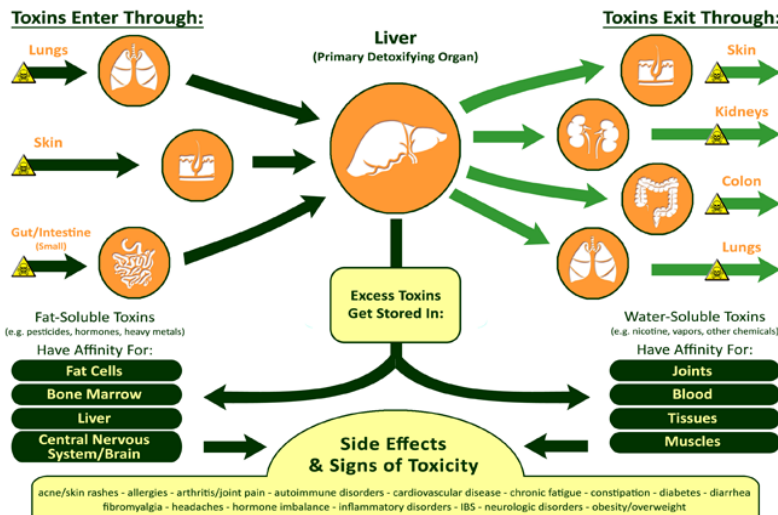 Toxins Enter Through:
Lungs
Skin
Gut/Intestine
(Small)
Liver
(Primary Detoxifying Organ)
Toxins Exit Through:
Skin
Kidneys
Colon
Lungs
Excess Toxins
Get Stored In:
Fat-Soluble Toxins
(e.g. pesticides, hormones, heavy metals)
Have Affinity For:
Fat Cells
Bone Marrow
Liver
Central Nervous
System/Brain
Water-Soluble Toxins
(e.g. nicotine, vapors, other chemicals)
Have Affinity For:
Joints
Blood
Tissues
Muscles
Side Effects
& Signs of Toxicity
acne/skin rashes - allergies - arthritis/joint pain - autoimmune disorders - cardiovascular disease - chronic fatigue - constipation - diabetes - diarrhea
fibromyalgia - headaches - hormone imbalance - inflammatory disorders - IBS - neurologic disorders - obesity/overweight